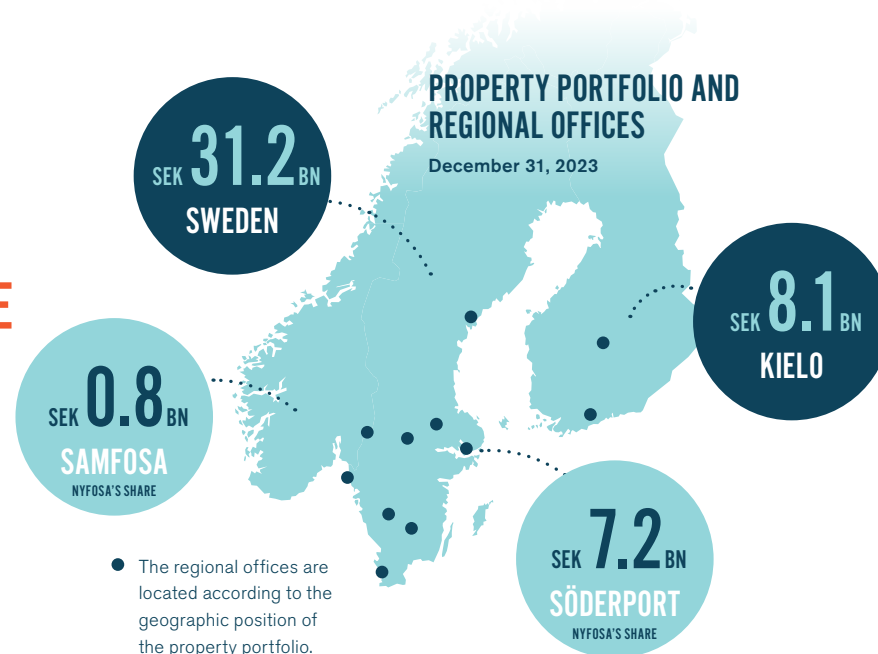 PROPERTY PORTFOLIO AND
REGIONAL OFFICES
December 31, 2023
SEK 31.2 BN
SWEDEN
SEK 8.1 BN
KIELO
E
SEK 0.8 BN
SAMFOSA
NYFOSA'S SHARE
SEK 7.2 BN
SÖDERPORT
NYFOSA'S SHARE
The regional offices are
located according to the
geographic position of
the property portfolio.